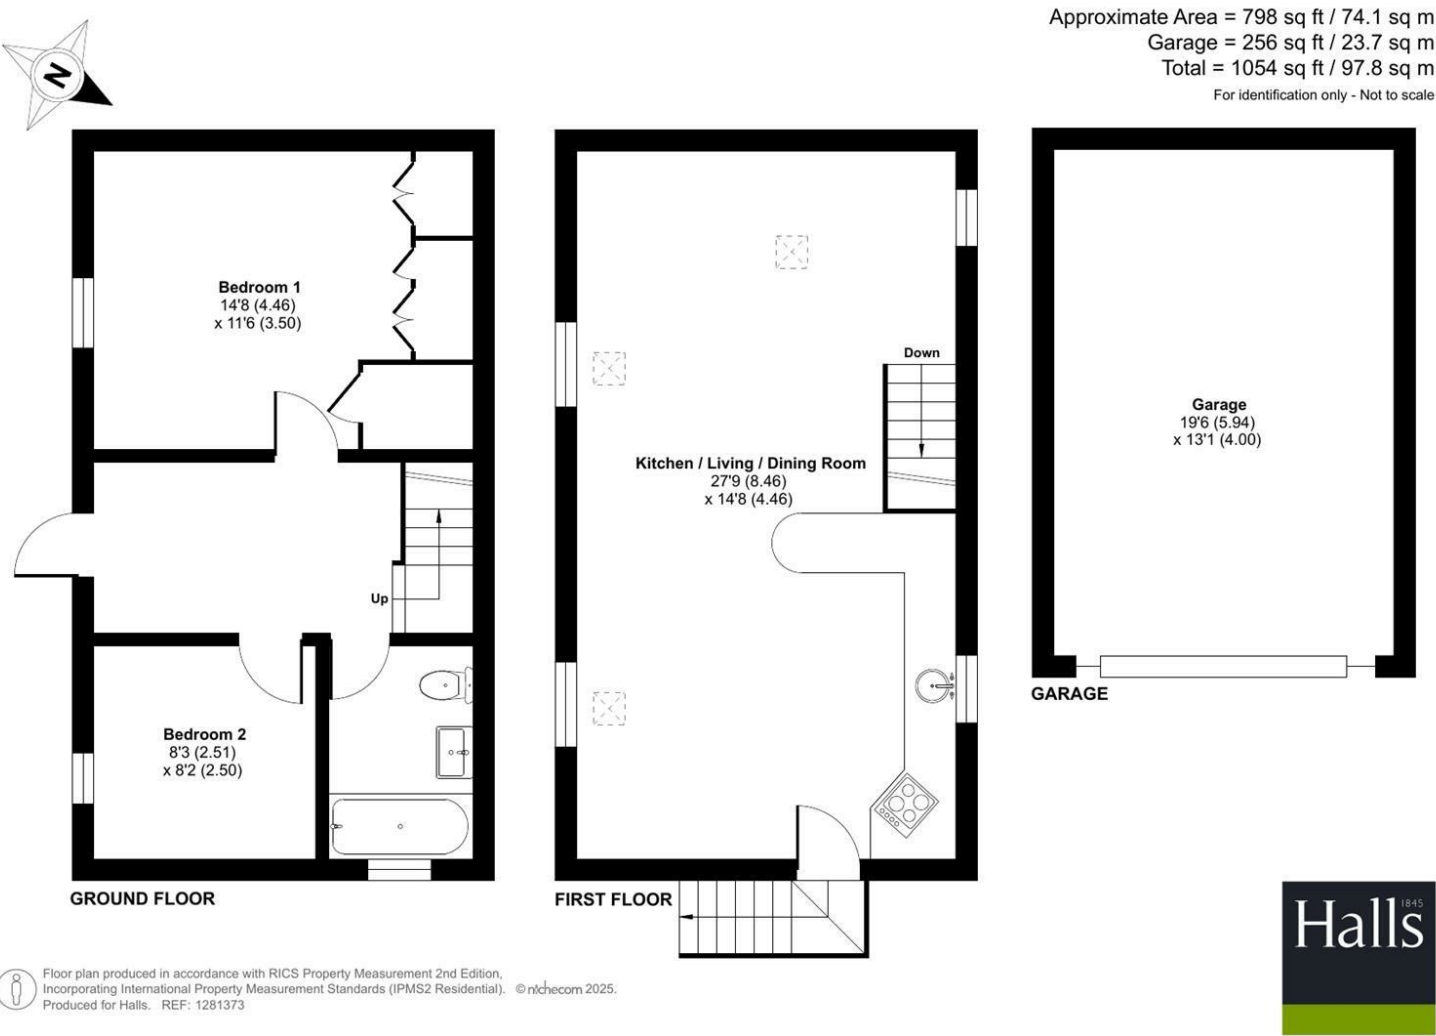 Approximate Area = 798 sq ft / 74.1 sq m
Garage = 256 sq ft / 23.7 sq m
Total = 1054 sq ft / 97.8 sq m
For identification only - Not to scale
N
Bedroom 1
14'8 (4.46)
x 11'6 (3.50)
Up
Bedroom 2
8'3 (2.51)
x 8'2 (2.50)
GROUND FLOOR
Down
Kitchen / Living / Dining Room
27'9 (8.46)
x 14'8 (4.46)
FIRST FLOOR
Garage
19'6 (5.94)
x 13'1 (4.00)
GARAGE
Floor plan produced in accordance with RICS Property Measurement 2nd Edition,
Incorporating International Property Measurement Standards (IPMS2 Residential). © nichecom 2025.
Produced for Halls. REF: 1281373
1845
Halls